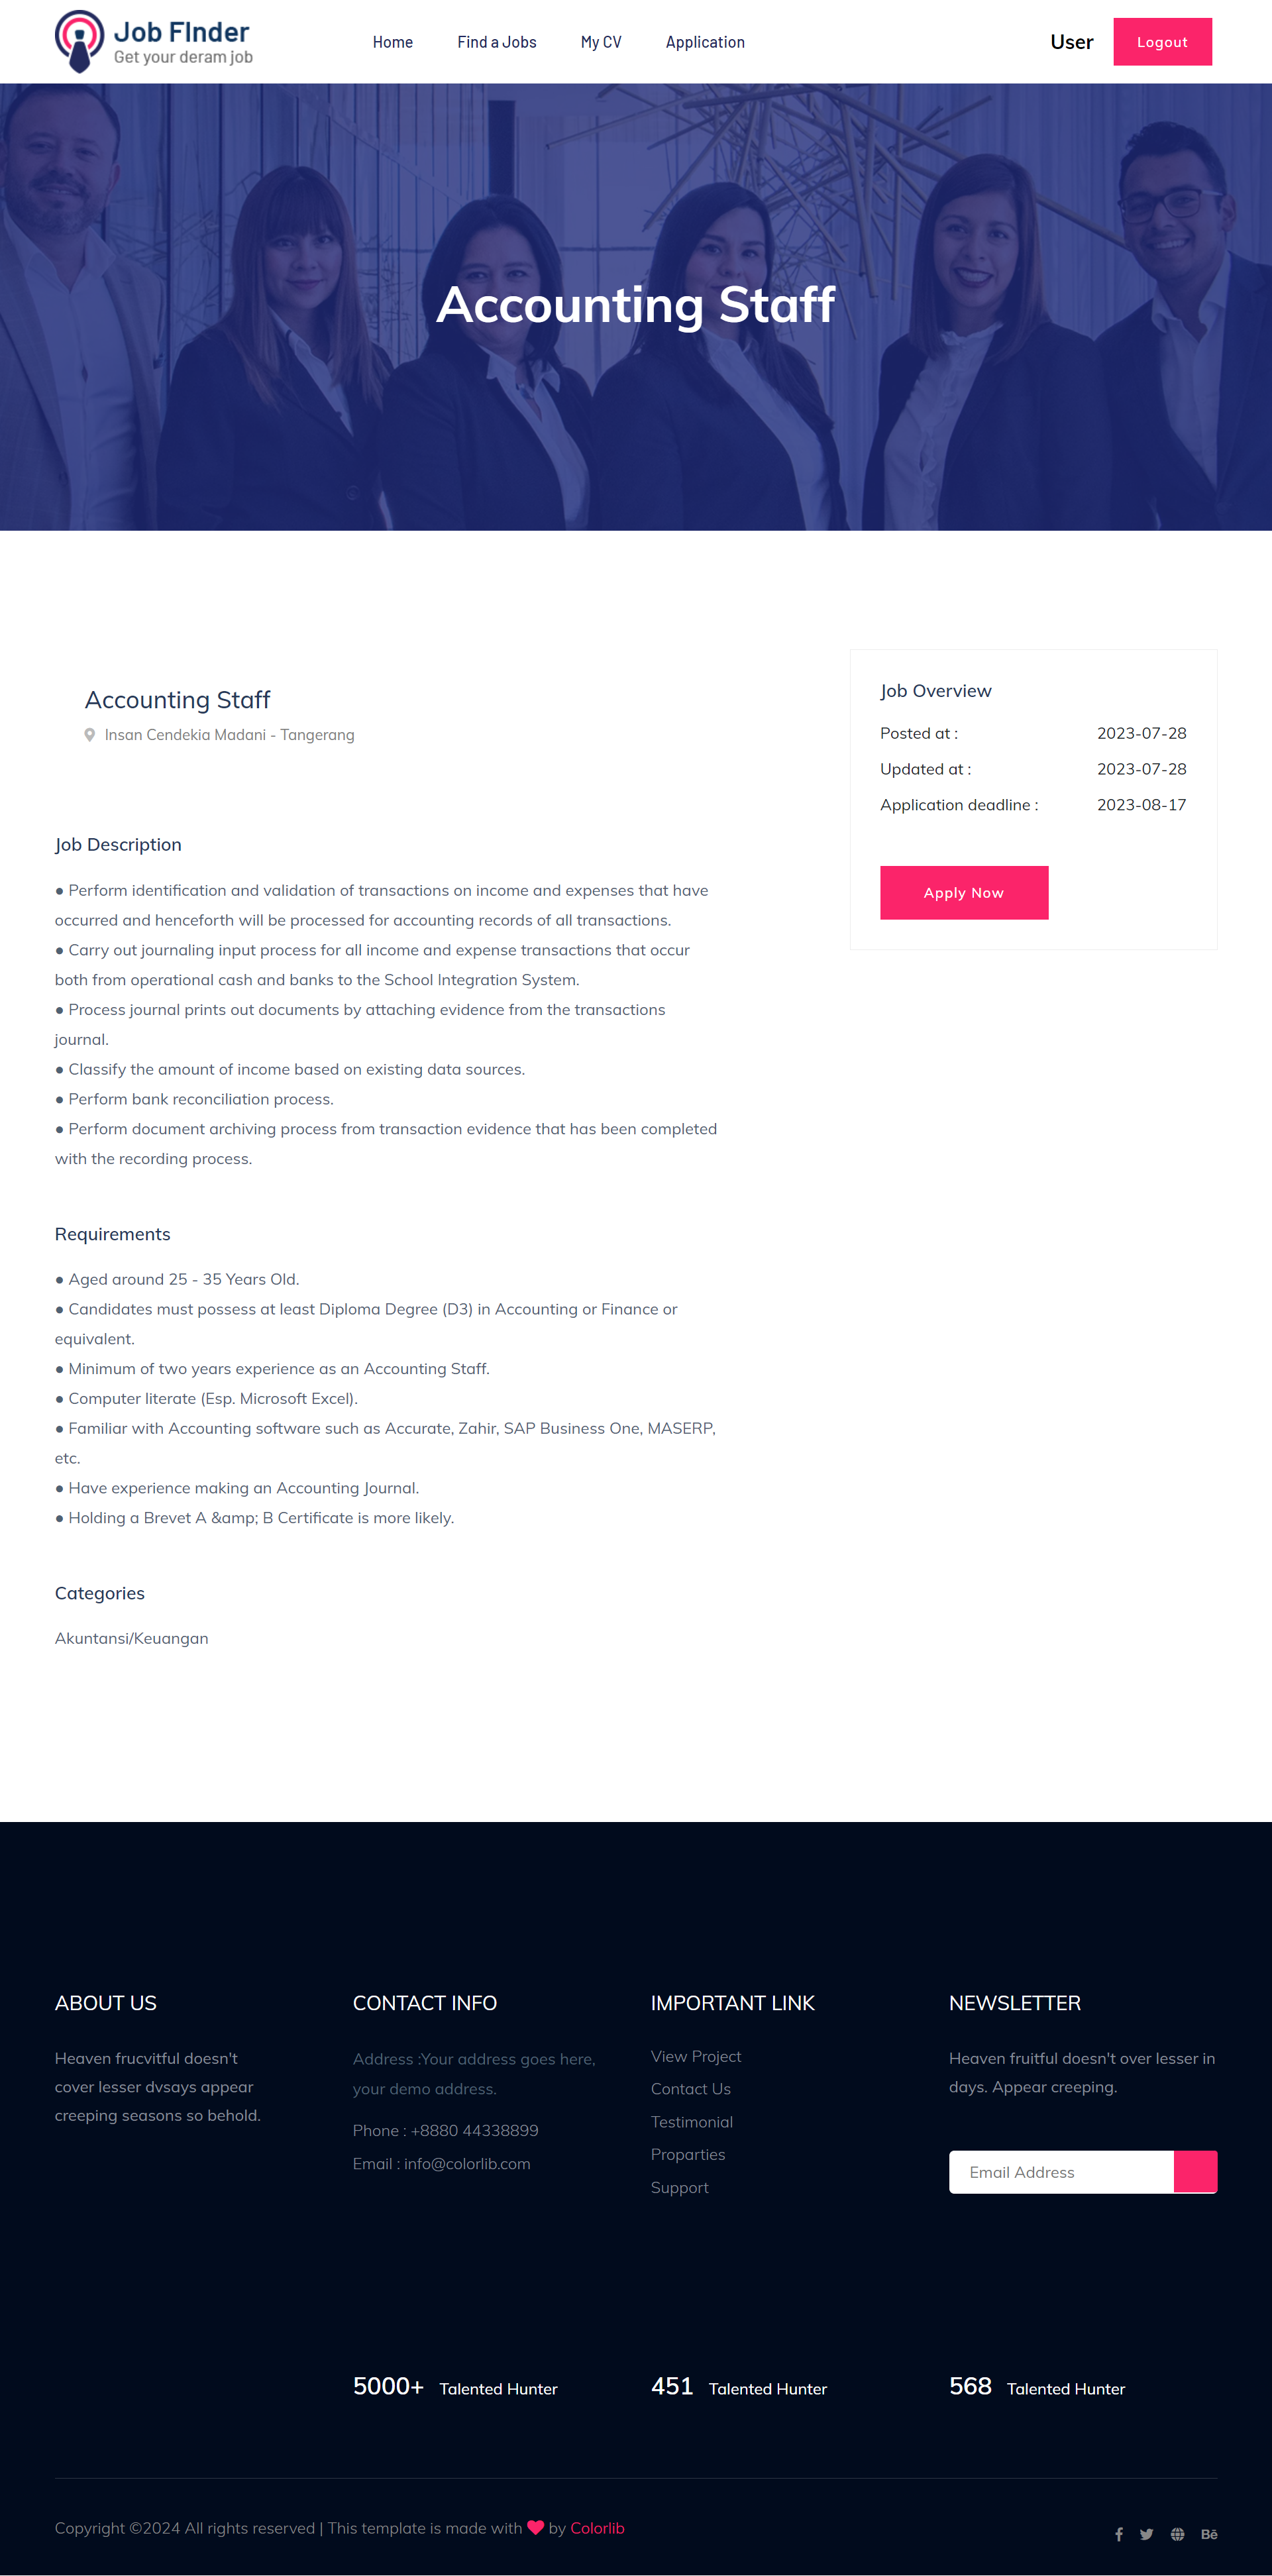 Job FInder
Get your deram job
Home
Find a Jobs
My CV
Application
User
Logout
Accounting Staff
Accounting Staff
Insan Cendekia Madani - Tangerang
Job Description
● Perform identification and validation of transactions on income and expenses that have
occurred and henceforth will be processed for accounting records of all transactions.
● Carry out journaling input process for all income and expense transactions that occur
both from operational cash and banks to the School Integration System.
● Process journal prints out documents by attaching evidence from the transactions
journal.
● Classify the amount of income based on existing data sources.
● Perform bank reconciliation process.
● Perform document archiving process from transaction evidence that has been completed
with the recording process.
Requirements
● Aged around 25 - 35 Years Old.
● Candidates must possess at least Diploma Degree (D3) in Accounting or Finance or
equivalent.
● Minimum of two years experience as an Accounting Staff.
● Computer literate (Esp. Microsoft Excel).
● Familiar with Accounting software such as Accurate, Zahir, SAP Business One, MASERP,
etc.
● Have experience making an Accounting Journal.
● Holding a Brevet A &amp; B Certificate is more likely.
Categories
Akuntansi/Keuangan
Job Overview
Posted at : 2023-07-28
Updated at : 2023-07-28
Application deadline : 2023-08-17
Apply Now
ABOUT US
Heaven frucvitful doesn't
cover lesser dvsays appear
creeping seasons so behold.
CONTACT INFO
Address :Your address goes here,
your demo address.
Phone : +8880 44338899
Email : info@colorlib.com
IMPORTANT LINK
View Project
Contact Us
Testimonial
Proparties
Support
NEWSLETTER
Heaven fruitful doesn't over lesser in
days. Appear creeping.
Email Address
5000+ Talented Hunter
451 Talented Hunter
568 Talented Hunter
Copyright ©2024 All rights reserved | This template is made with ♥ by Colorlib
Bē